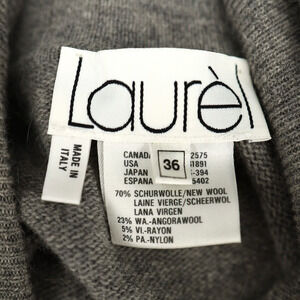 Laurèl
MADE IN
ITALY
36
CANADA 2575
USA 1891
JAPAN -394
ESPANA 5402
70% SCHURWOLLE/NEW WOOL
LAINE VIERGE/SCHEERWOL
LANA VIRGEN
23% WA.-ANGORAWOOL
5% VI.-RAYON
2% PA.-NYLON